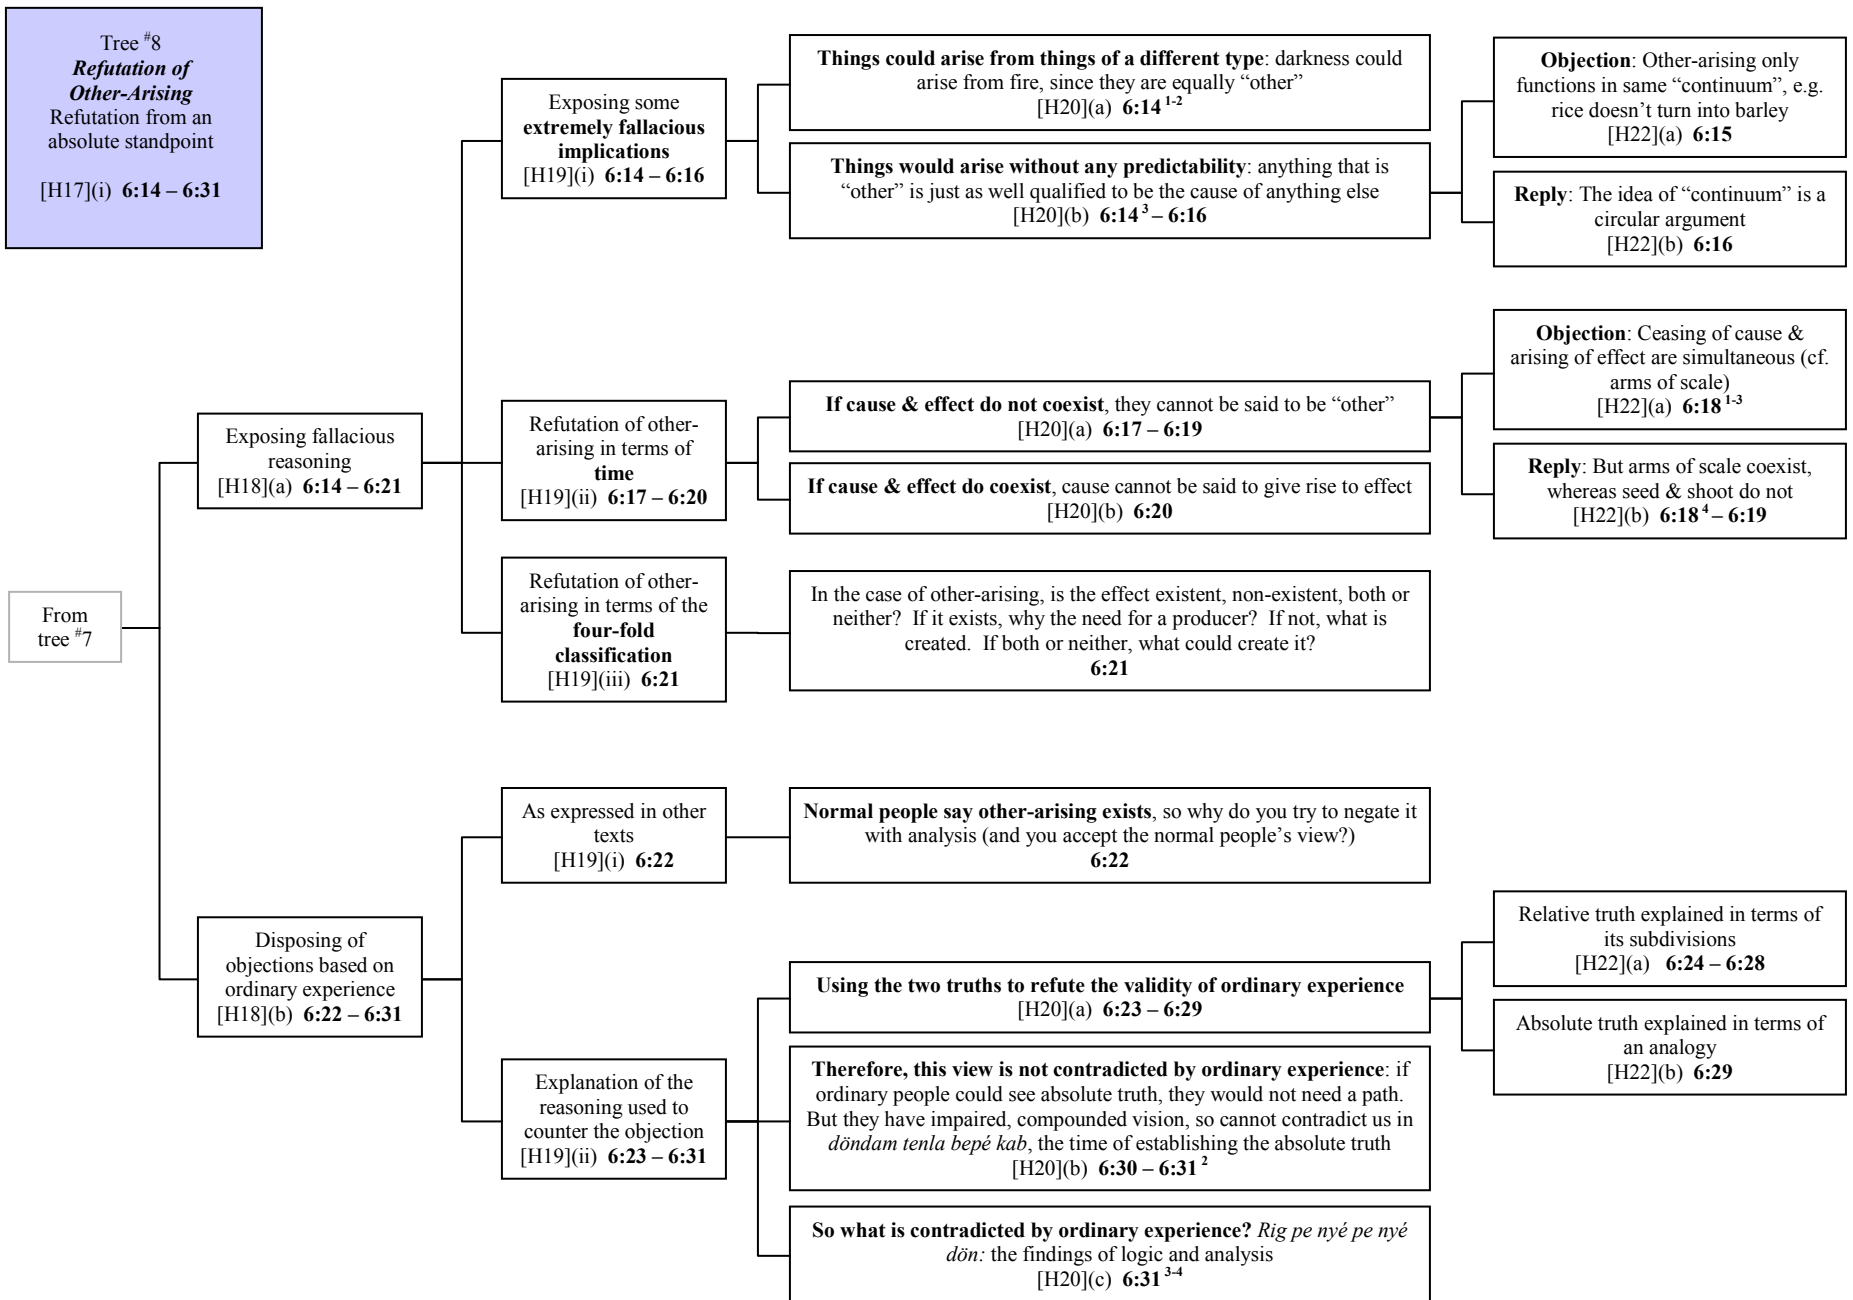 Tree #8
Refutation of
Other-Arising
Refutation from an
absolute standpoint
[H17](i) 6:14 – 6:31
From
tree #7
Exposing fallacious
reasoning
[H18](a) 6:14 – 6:21
Exposing some
extremely fallacious
implications
[H19](i) 6:14 – 6:16
Things could arise from things of a different type: darkness could
arise from fire, since they are equally “other”
[H20](a) 6:14 1-2
Things would arise without any predictability: anything that is
“other” is just as well qualified to be the cause of anything else
[H20](b) 6:14 3 – 6:16
Objection: Other-arising only
functions in same “continuum”, e.g.
rice doesn’t turn into barley
[H22](a) 6:15
Reply: The idea of “continuum” is a
circular argument
[H22](b) 6:16
Refutation of other-
arising in terms of
time
[H19](ii) 6:17 – 6:20
If cause & effect do not coexist, they cannot be said to be “other”
[H20](a) 6:17 – 6:19
If cause & effect do coexist, cause cannot be said to give rise to effect
[H20](b) 6:20
Objection: Ceasing of cause &
arising of effect are simultaneous (cf.
arms of scale)
[H22](a) 6:18 1-3
Reply: But arms of scale coexist,
whereas seed & shoot do not
[H22](b) 6:18 4 – 6:19
Refutation of other-
arising in terms of the
four-fold
classification
[H19](iii) 6:21
In the case of other-arising, is the effect existent, non-existent, both or
neither? If it exists, why the need for a producer? If not, what is
created. If both or neither, what could create it?
6:21
Disposing of
objections based on
ordinary experience
[H18](b) 6:22 – 6:31
As expressed in other
texts
[H19](i) 6:22
Normal people say other-arising exists, so why do you try to negate it
with analysis (and you accept the normal people’s view?)
6:22
Explanation of the
reasoning used to
counter the objection
[H19](ii) 6:23 – 6:31
Using the two truths to refute the validity of ordinary experience
[H20](a) 6:23 – 6:29
Relative truth explained in terms of
its subdivisions
[H22](a) 6:24 – 6:28
Absolute truth explained in terms of
an analogy
[H22](b) 6:29
Therefore, this view is not contradicted by ordinary experience: if
ordinary people could see absolute truth, they would not need a path.
But they have impaired, compounded vision, so cannot contradict us in
döndam tenla bepé kab, the time of establishing the absolute truth
[H20](b) 6:30 – 6:31 2
So what is contradicted by ordinary experience? Rig pe nyé pe nyé
dön: the findings of logic and analysis
[H20](c) 6:31 3-4